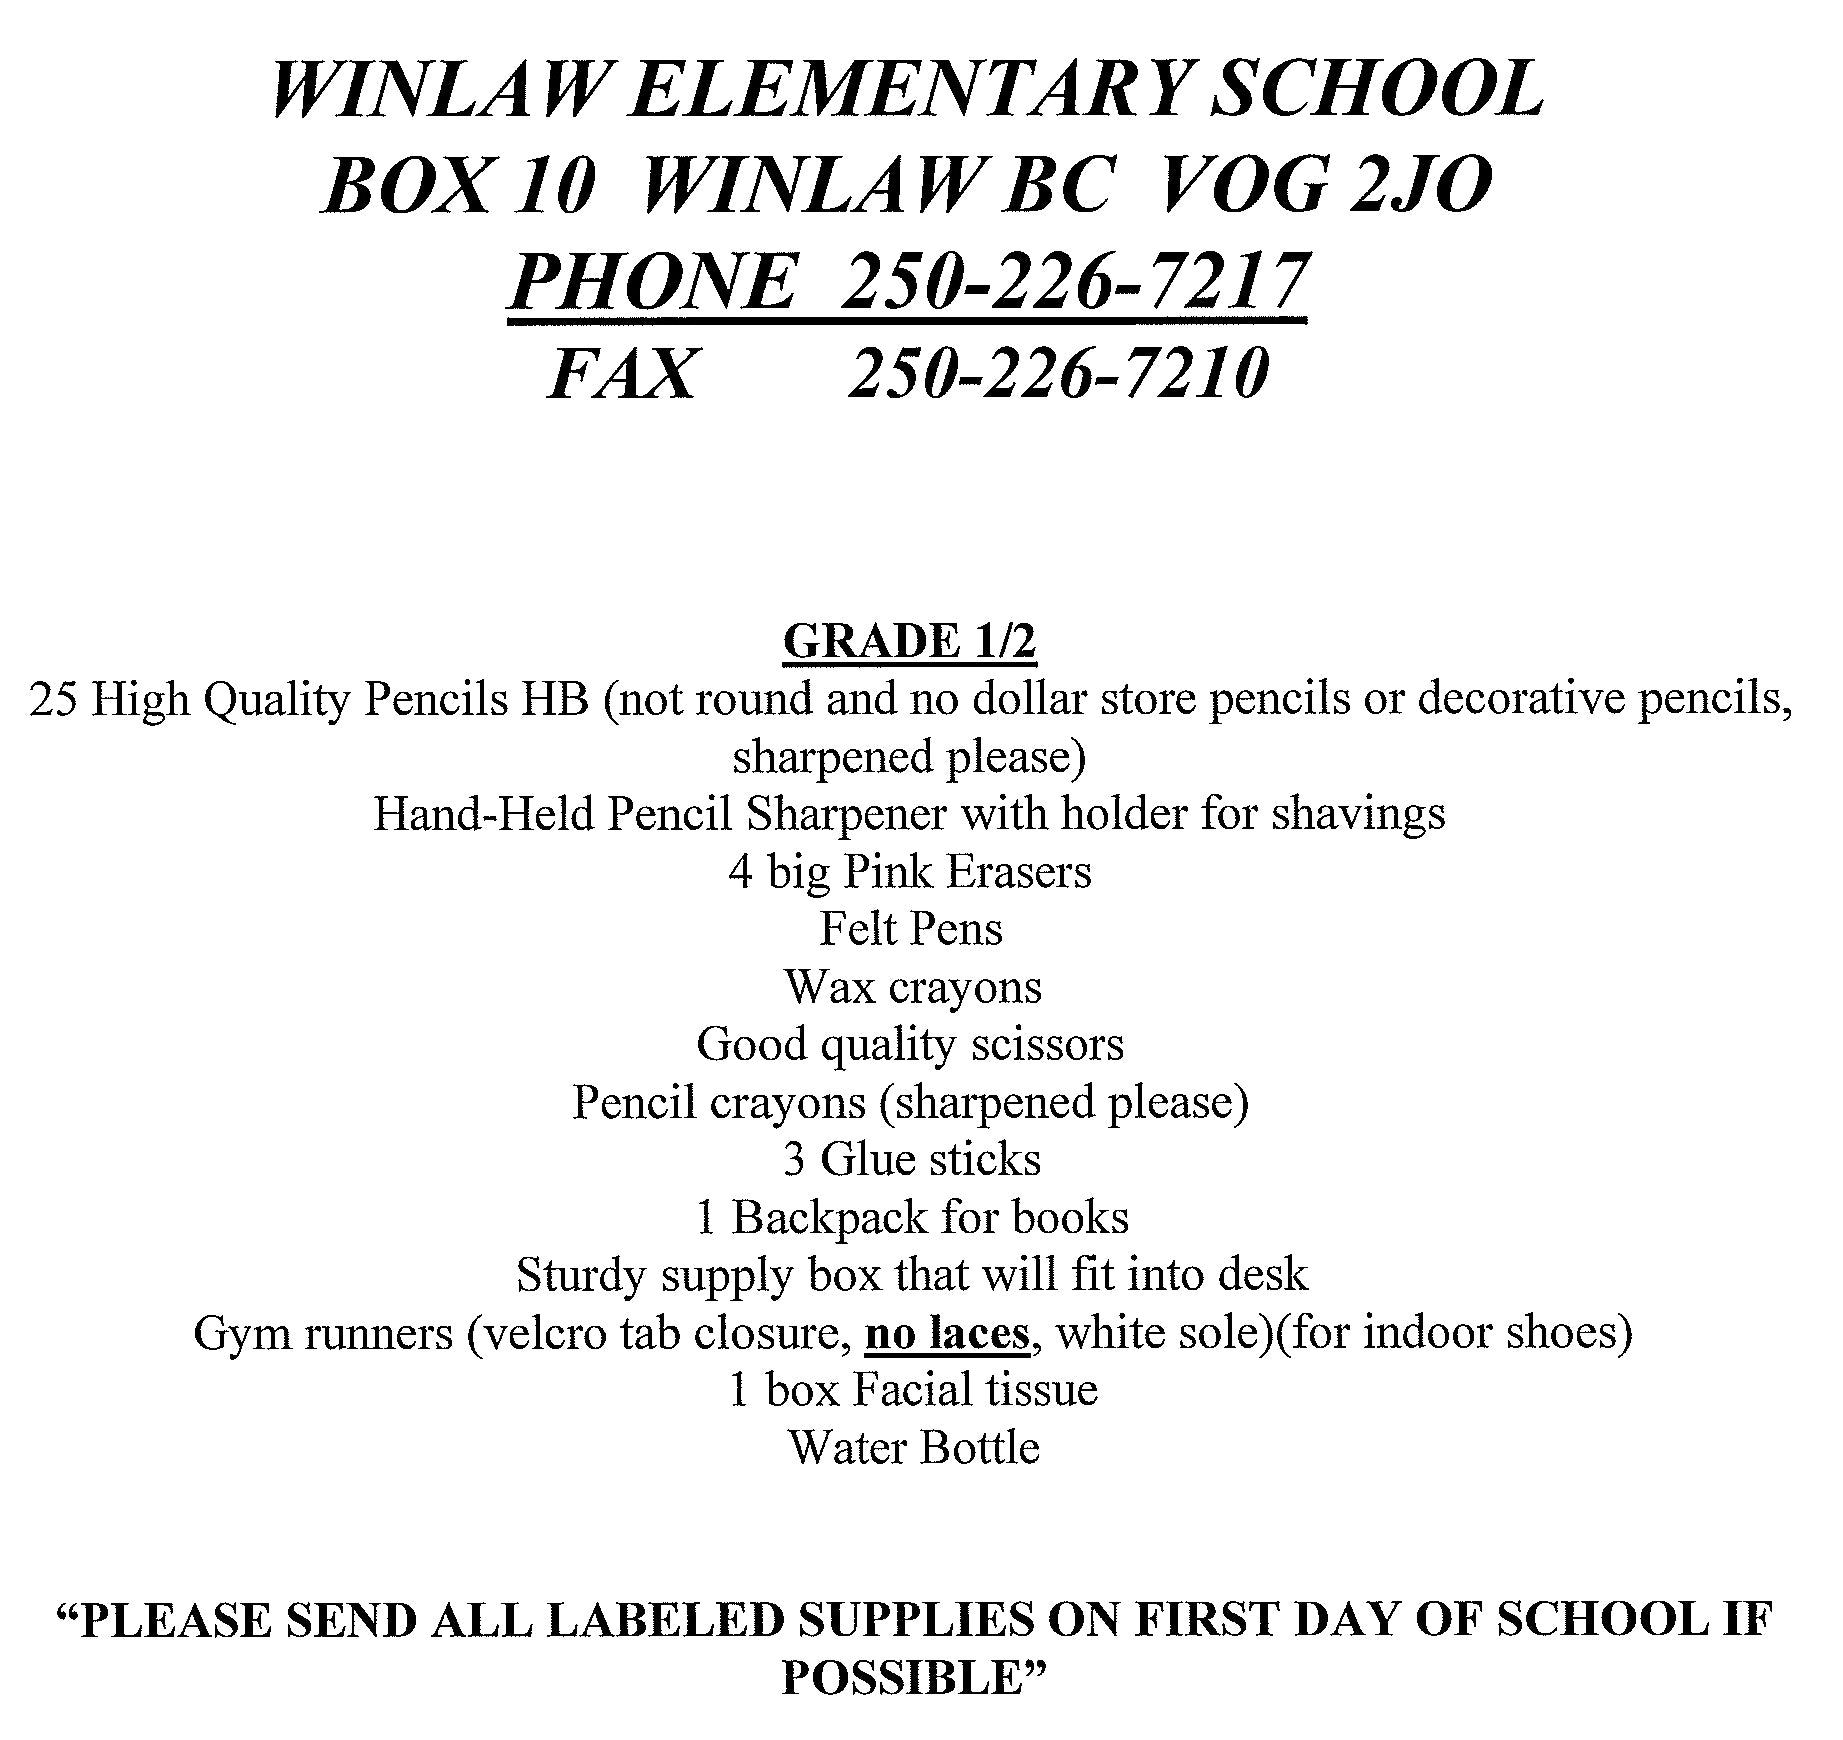 WINLAW ELEMENTARY SCHOOL
BOX 10 WINLAW BC VOG 2JO
PHONE 250-226-7217
FAX 250-226-7210
GRADE 1/2
25 High Quality Pencils HB (not round and no dollar store pencils or decorative pencils,
sharpened please)
Hand-Held Pencil Sharpener with holder for shavings
4 big Pink Erasers
Felt Pens
Wax crayons
Good quality scissors
Pencil crayons (sharpened please)
3 Glue sticks
1 Backpack for books
Sturdy supply box that will fit into desk
Gym runners (velcro tab closure, no laces, white sole)(for indoor shoes)
1 box Facial tissue
Water Bottle
“PLEASE SEND ALL LABELED SUPPLIES ON FIRST DAY OF SCHOOL IF
POSSIBLE”